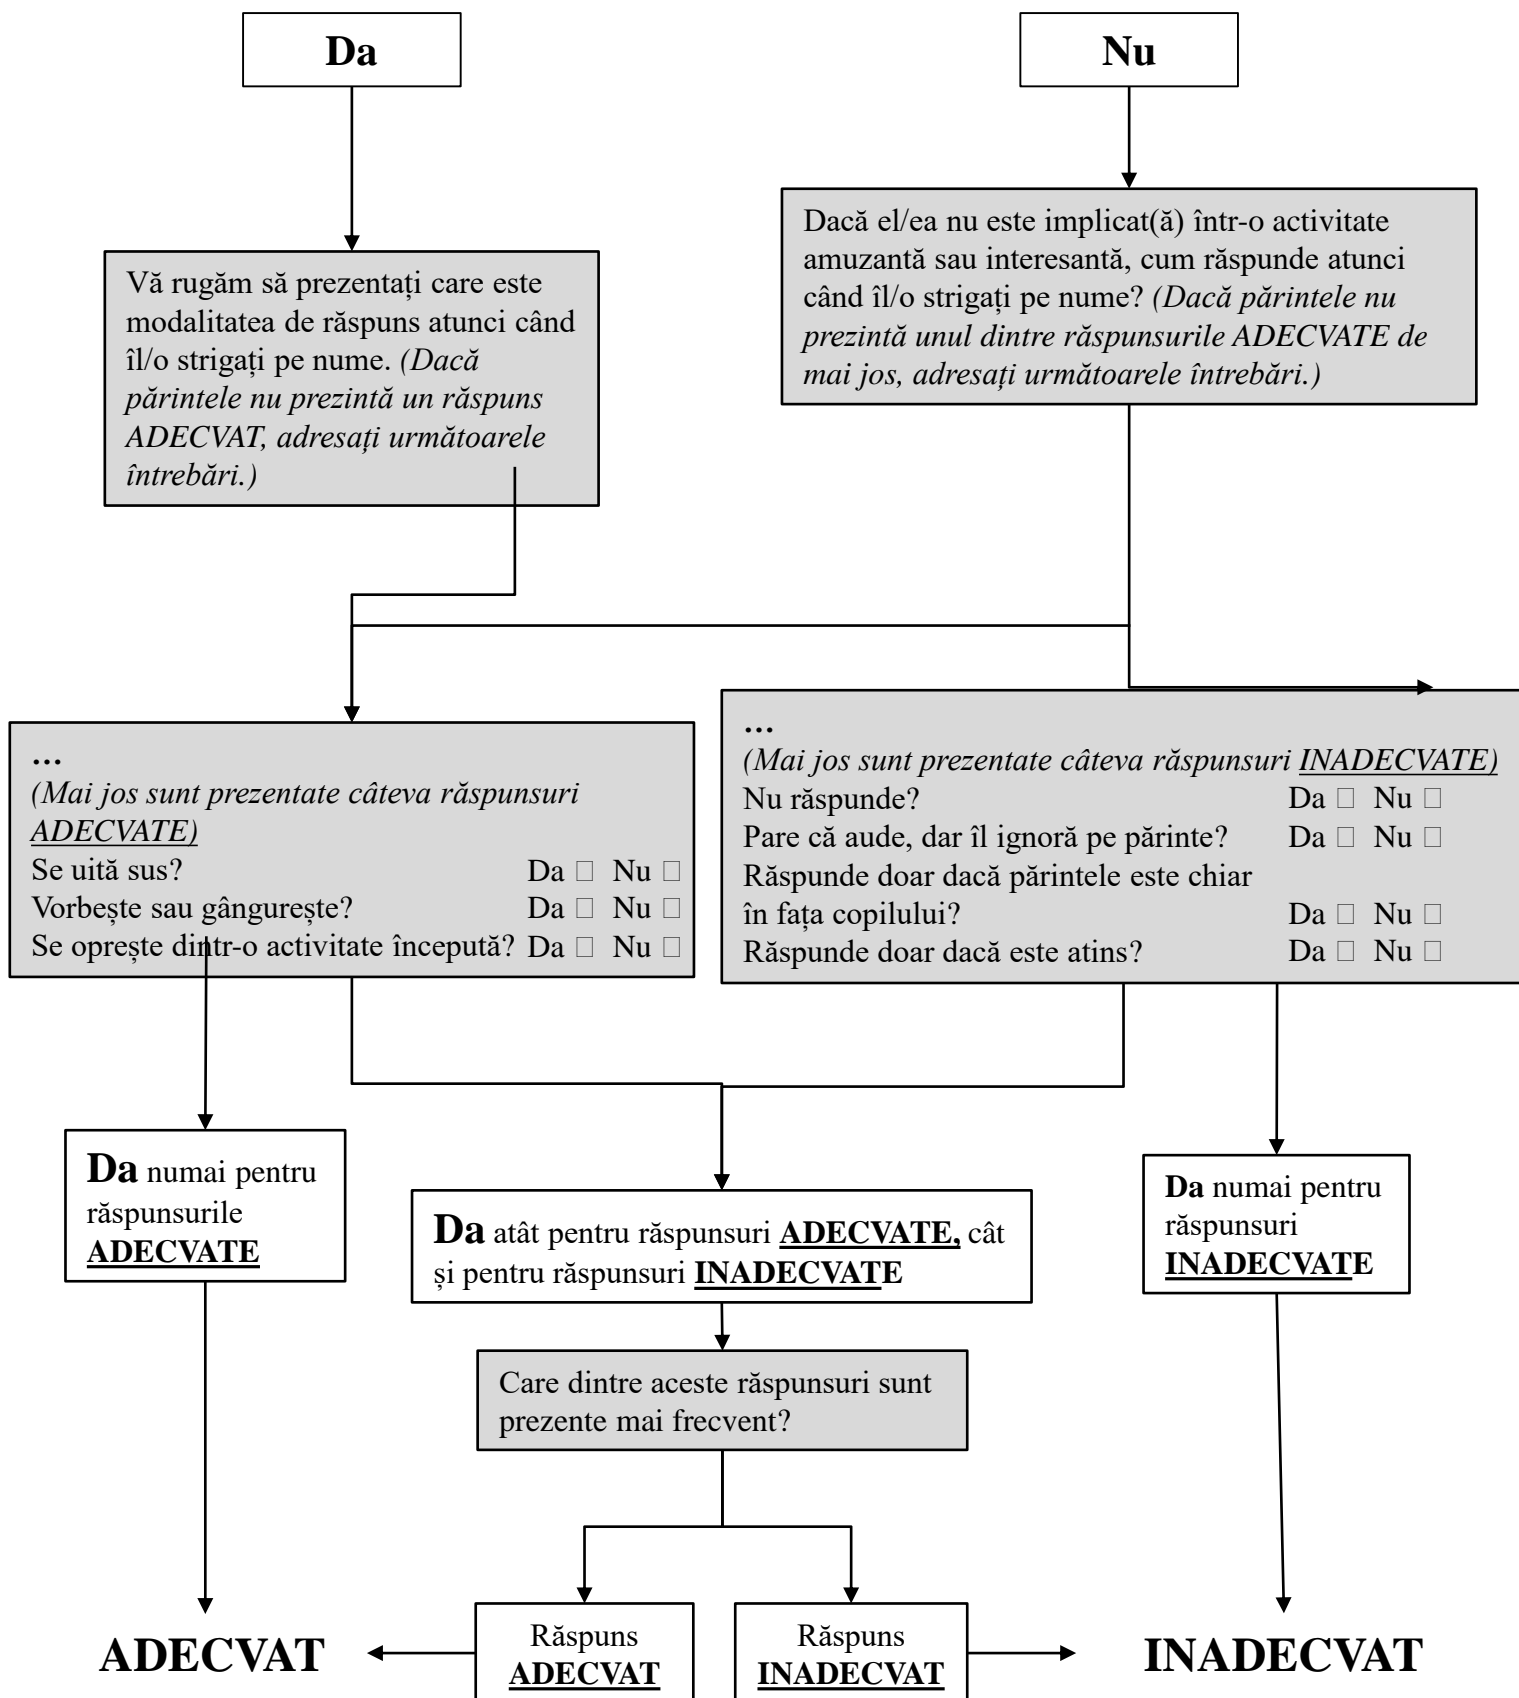 Da
Nu
Vă rugăm să prezentați care este
modalitatea de răspuns atunci când
îl/o strigați pe nume. (Dacă
părintele nu prezintă un răspuns
ADECVAT, adresați următoarele
întrebări.)
Dacă el/ea nu este implicat(ă) într-o activitate
amuzantă sau interesantă, cum răspunde atunci
când îl/o strigați pe nume? (Dacă părintele nu
prezintă unul dintre răspunsurile ADECVATE de
mai jos, adresați următoarele întrebări.)
…
(Mai jos sunt prezentate câteva răspunsuri
ADECVATE)
Se uită sus? Da □ Nu □
Vorbește sau gângurește? Da □ Nu □
Se oprește dintr-o activitate începută? Da □ Nu □
…
(Mai jos sunt prezentate câteva răspunsuri INADECVATE)
Nu răspunde? Da □ Nu □
Pare că aude, dar îl ignoră pe părinte? Da □ Nu □
Răspunde doar dacă părintele este chiar
în fața copilului? Da □ Nu □
Răspunde doar dacă este atins? Da □ Nu □
Da numai pentru
răspunsurile
ADECVATE
Da atât pentru răspunsuri ADECVATE, cât
și pentru răspunsuri INADECVATE
Da numai pentru
răspunsuri
INADECVATE
Care dintre aceste răspunsuri sunt
prezente mai frecvent?
ADECVAT
Răspuns
ADECVAT
Răspuns
INADECVAT
INADECVAT